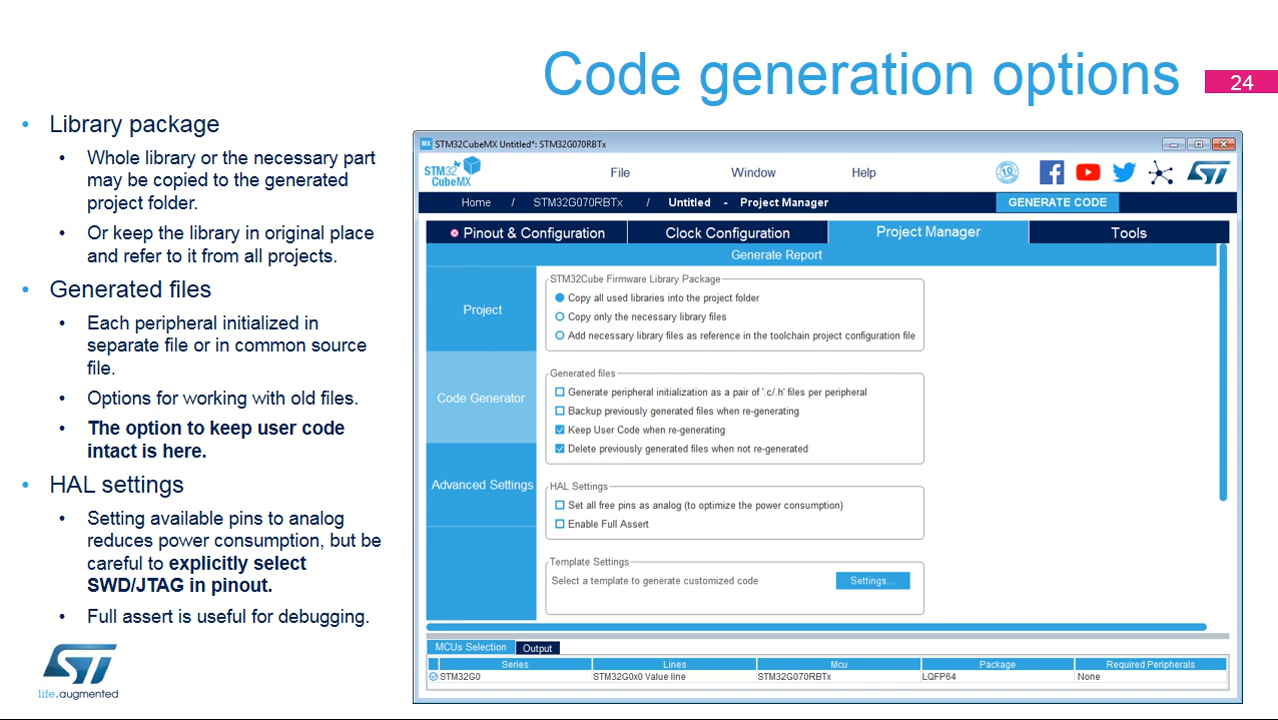 Code generation options
24
• Library package
• Whole library or the necessary part
may be copied to the generated
project folder.
• Or keep the library in original place
and refer to it from all projects.
• Generated files
• Each peripheral initialized in
separate file or in common source
file.
• Options for working with old files.
• The option to keep user code
intact is here.
• HAL settings
• Setting available pins to analog
reduces power consumption, but be
careful to explicitly select
SWD/JTAG in pinout.
• Full assert is useful for debugging.
ST
life.augmented
MX STM32CubeMX Untitled*: STM32G070RBTx
STM32
CubeMX
File Window Help
10
ST
Home / STM32G070RBTx / Untitled - Project Manager GENERATE CODE
Pinout & Configuration Clock Configuration Project Manager Tools
Generate Report
Project
Code Generator
Advanced Settings
STM32Cube Firmware Library Package
Copy all used libraries into the project folder
Copy only the necessary library files
Add necessary library files as reference in the toolchain project configuration file
Generated files
Generate peripheral initialization as a pair of '.c/.h' files per peripheral
Backup previously generated files when re-generating
Keep User Code when re-generating
Delete previously generated files when not re-generated
HAL Settings
Set all free pins as analog (to optimize the power consumption)
Enable Full Assert
Template Settings
Select a template to generate customized code Settings...
MCUs Selection Output
Series Lines Mcu Package Required Peripherals
STM32G0 STM32G0x0 Value line STM32G070RBTx LQFP64 None